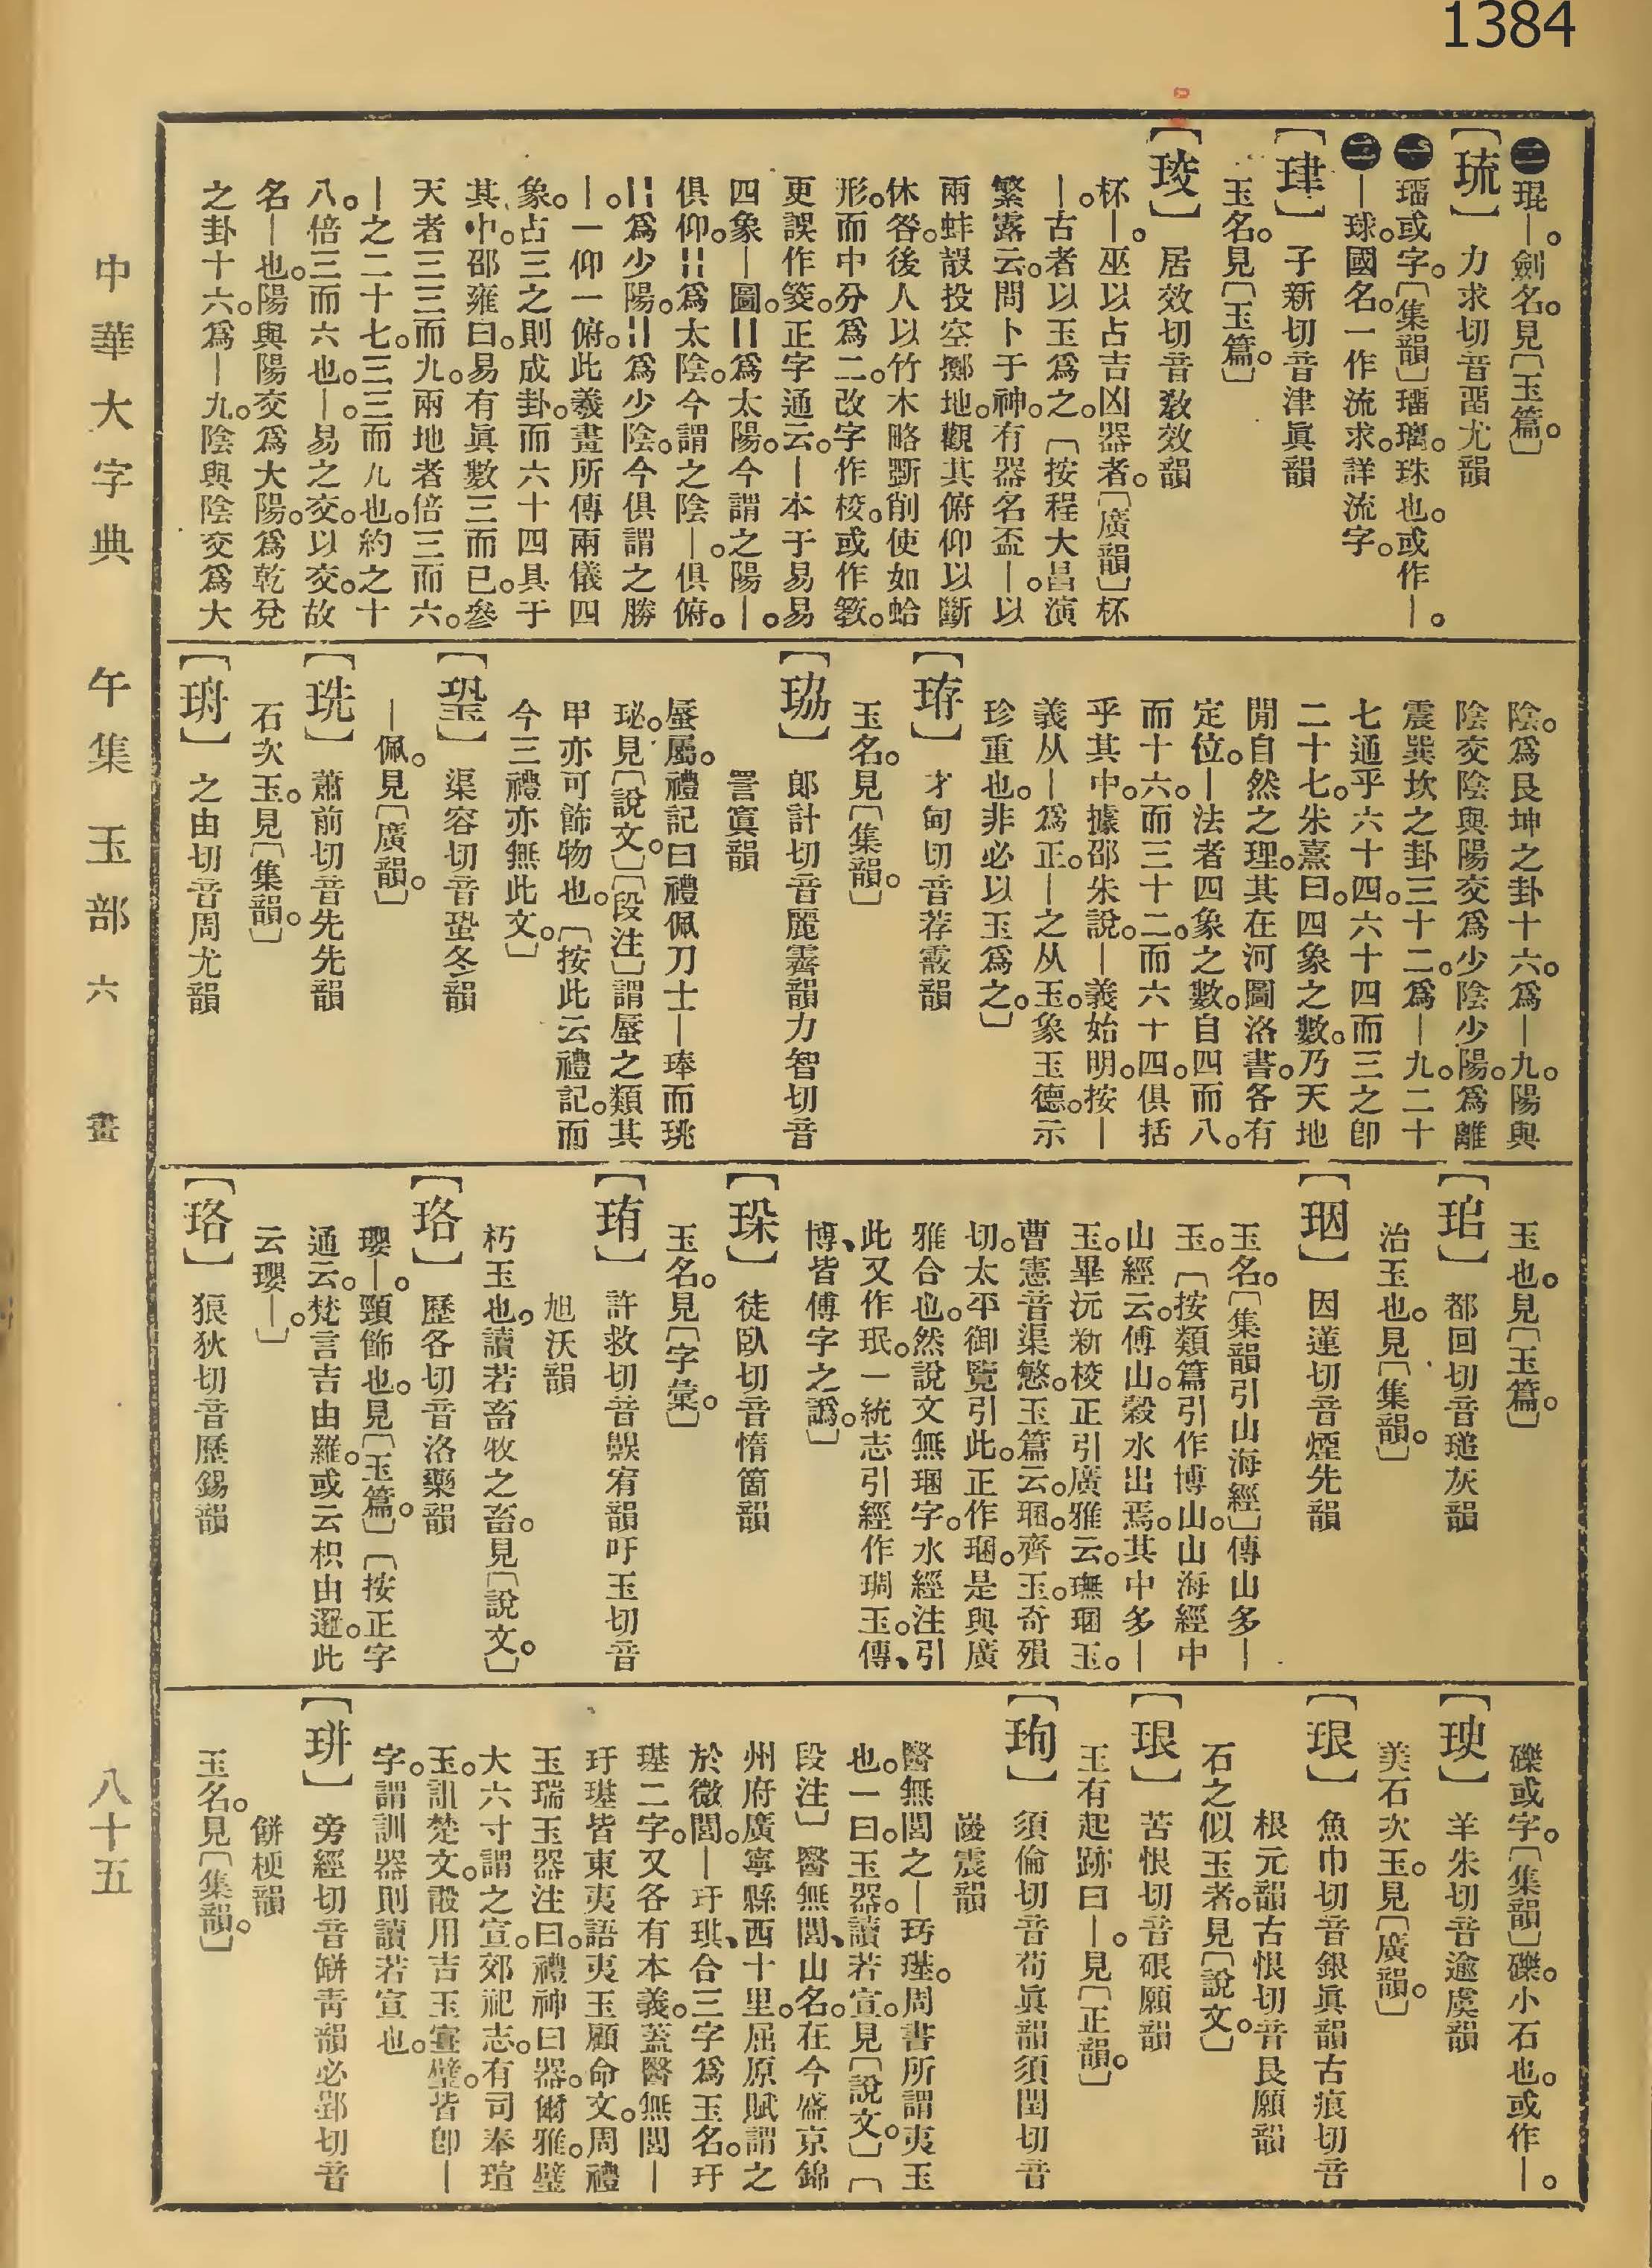 1384
㊁琨｜。劍名。見〔玉篇。〕
〔琉〕力求切音畱尤韻
㊀瑠或字。〔集韻〕瑠璃。珠也。或作｜。
㊁｜球。國名。一作流求。詳流字。
〔珒〕子新切音津眞韻
玉名。見〔玉篇。〕
〔珓〕居效切音敎效韻
杯｜。巫以占吉凶器者。〔廣韻〕杯
｜。古者以玉爲之。〔按程大昌演
繁露云。問卜于神。有器名盃｜。以
兩蚌殼投空擲地。觀其俯仰以斷
休咎。後人以竹木略斲削使如蛤
形。而中分爲二。改字作校。或作筊。
更誤作筊。正字通云。｜本于易。易
四象｜圖。〢爲太陽。今謂之陽｜。
俱仰。爲太陰。今謂之陰｜。俱俯。
爲少陽。爲少陰。今俱謂之勝
｜。一仰一俯。此羲畫所傳兩儀四
象。占三之則成卦。而六十四具于
其中。邵雍曰。易有眞數三而已。參
天者三三而九。兩地者倍三而六。
｜之二十七。三三而九也。約之十
八。倍三而六也。｜。易之交。以交。故
名｜也。陽與陽交爲大陽。爲乾兌
之卦十六。爲｜九。陰與陰交爲大
陰。爲艮坤之卦十六。爲｜九。陽與
陰交陰與陽交爲少陰少陽。爲離
震巽坎之卦三十二。爲｜九。二十
七通乎六十四。六十四而三之卽
二十七。朱熹曰。四象之數。乃天地
閒自然之理。其在河圖洛書。各有
定位。｜法者四象之數。自四而八。
而十六。而三十二。而六十四。俱括
乎其中。據邵朱說。｜義始明。按｜
義从｜爲正。｜之从玉。象玉德。示
珍重也。非必以玉爲之。〕
〔珔〕才甸切音荐霰韻
玉名。見〔集韻。〕
〔珕〕郎計切音麗霽韻力智切音
詈寘韻
蜃屬。禮記曰禮佩刀士｜琫而珧
珌。見〔說文。〕〔段注〕謂蜃之類。其
甲亦可飾物也。〔按此云禮記。而
今三禮亦無此文。〕
〔珙〕渠容切音蛩冬韻
｜佩。見〔廣韻。〕
〔珗〕蕭前切音先先韻
石次玉。見〔集韻。〕
〔珘〕之由切音周尤韻
玉也。見〔玉篇。〕
〔珆〕都回切音磓灰韻
治玉也。見〔集韻。〕
〔珚〕因蓮切音煙先韻
玉名。〔集韻引山海經〕傅山多｜
玉。〔按類篇引作博山。山海經中
山經云。傅山。穀水出焉。其中多｜
玉。畢沅新校正引廣雅云。璑琄玉。
曹憲音渠慜。玉篇云。琄。齊玉。奇殞
切。太平御覽引此。正作琄。是與廣
雅合也。然說文無琄字。水經注引
此又作珉。一統志引經作琱玉。傅、
博、皆傅字之譌。〕
〔垛〕徒臥切音惰箇韻
玉名。見〔字彙。〕
〔珛〕許救切音齅宥韻吁玉切音
旭沃韻
朽玉也。讀若畜牧之畜。見〔說文。〕
〔珞〕歷各切音洛藥韻
瓔｜。頸飾也。見〔玉篇。〕〔按正字
通云。梵言吉由羅。或云枳由邏。此
云瓔｜。〕
〔珞〕狼狄切音歷錫韻
礫或字。〔集韻〕礫。小石也。或作｜。
〔玞〕羊朱切音逾虞韻
美石次玉。見〔廣韻。〕
〔珢〕魚巾切音銀眞韻古痕切音
根元韻古恨切音艮願韻
石之似玉者。見〔說文。〕
〔珢〕苦恨切音硍願韻
玉有起跡曰｜。見〔正韻。〕
〔珣〕須倫切音荀眞韻須閏切音
㕙震韻
醫無閭之｜玗璂。周書所謂夷玉
也。一曰。玉器。讀若宣。見〔說文。〕〔
段注〕醫無閭、山名。在今盛京錦
州府廣寧縣西十里。屈原賦謂之
於微閭。｜玗琪、合三字爲玉名。玗
璂二字。又各有本義。蓋醫無閭｜
玗璂皆東夷語。夷玉顧命文。周禮
玉瑞玉器注曰。禮神曰器。爾雅。璧
大六寸謂之宣。郊祀志。有司奉瑄
玉。詛楚文。敢用吉玉宣璧。皆卽｜
字。謂訓器則讀若宣也。
〔玶〕旁經切音缾靑韻必郢切音
餠梗韻
玉名。見〔集韻。〕
中華大字典　午集　玉部　六畫　八十五